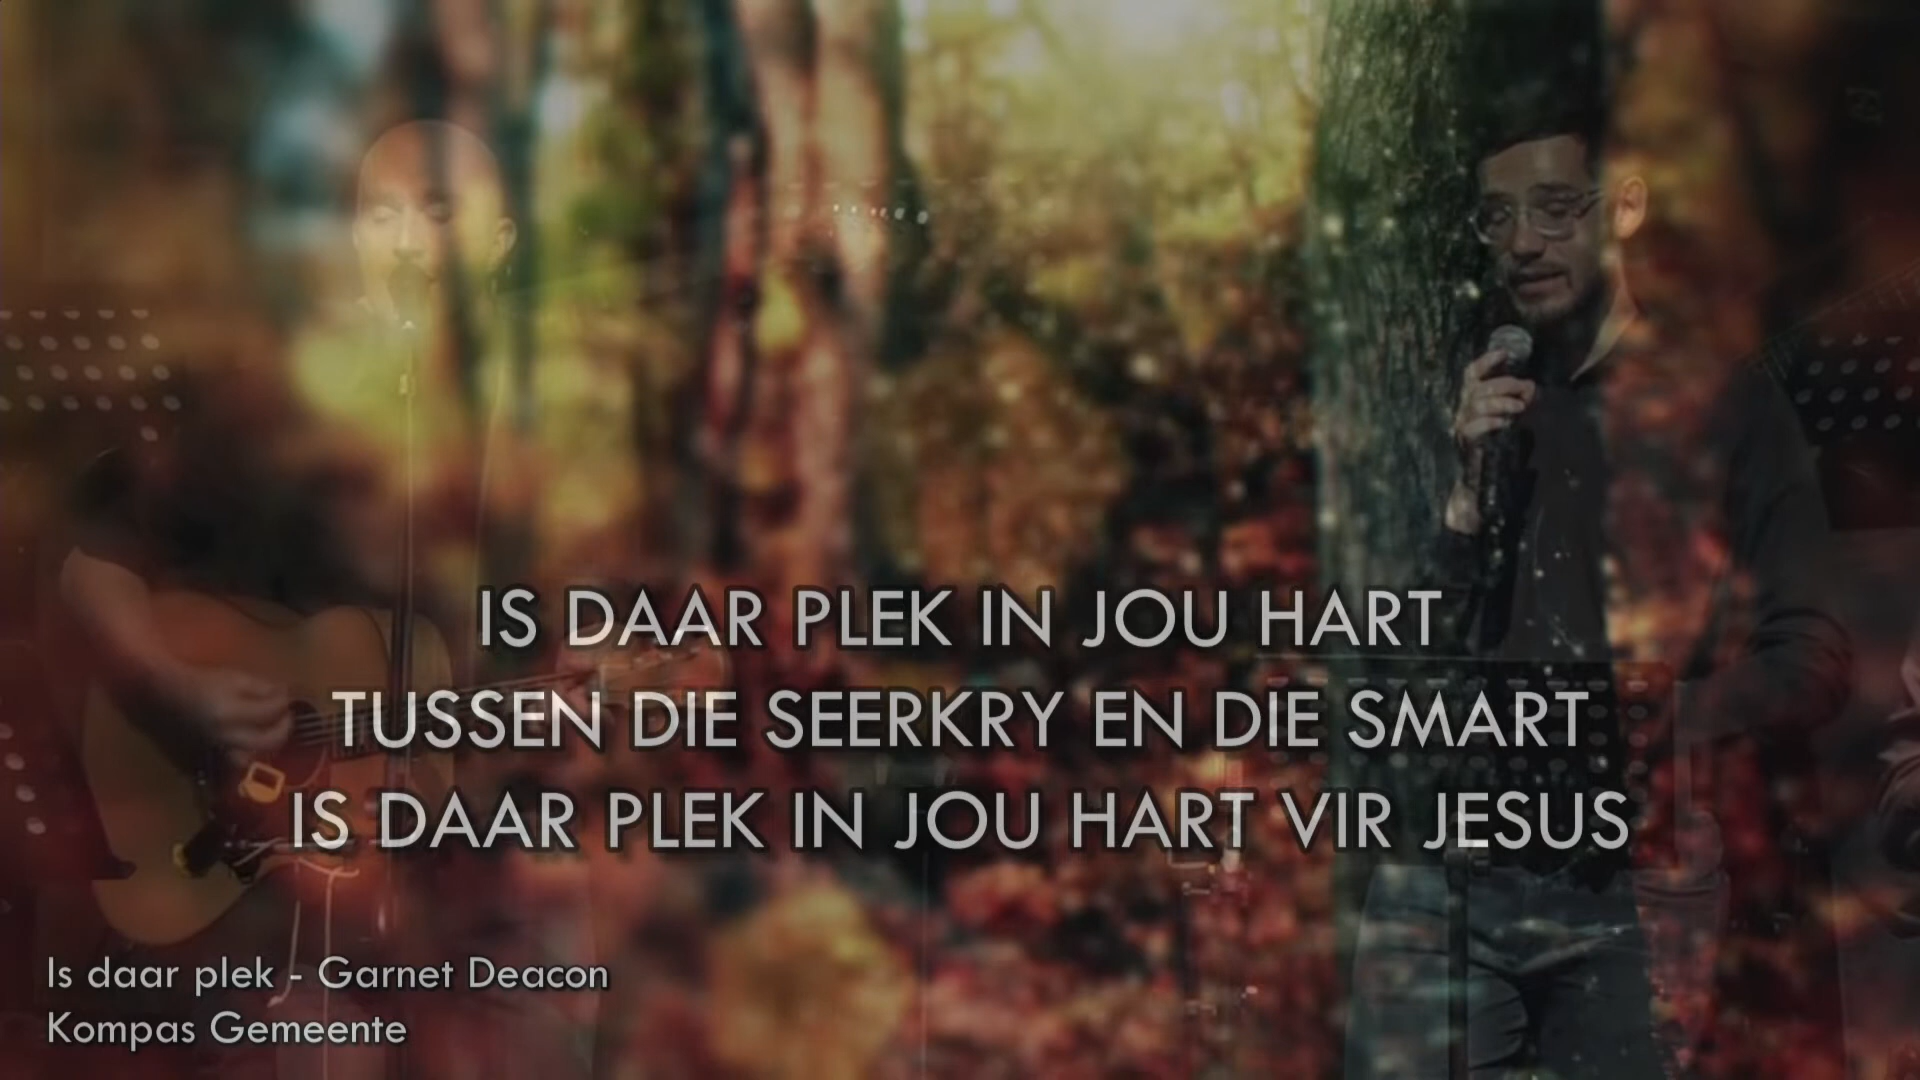 IS DAAR PLEK IN JOU HART
TUSSEN DIE SEERKRY EN DIE SMART
IS DAAR PLEK IN JOU HART VIR JESUS
Is daar plek - Garnet Deacon
Kompas Gemeente